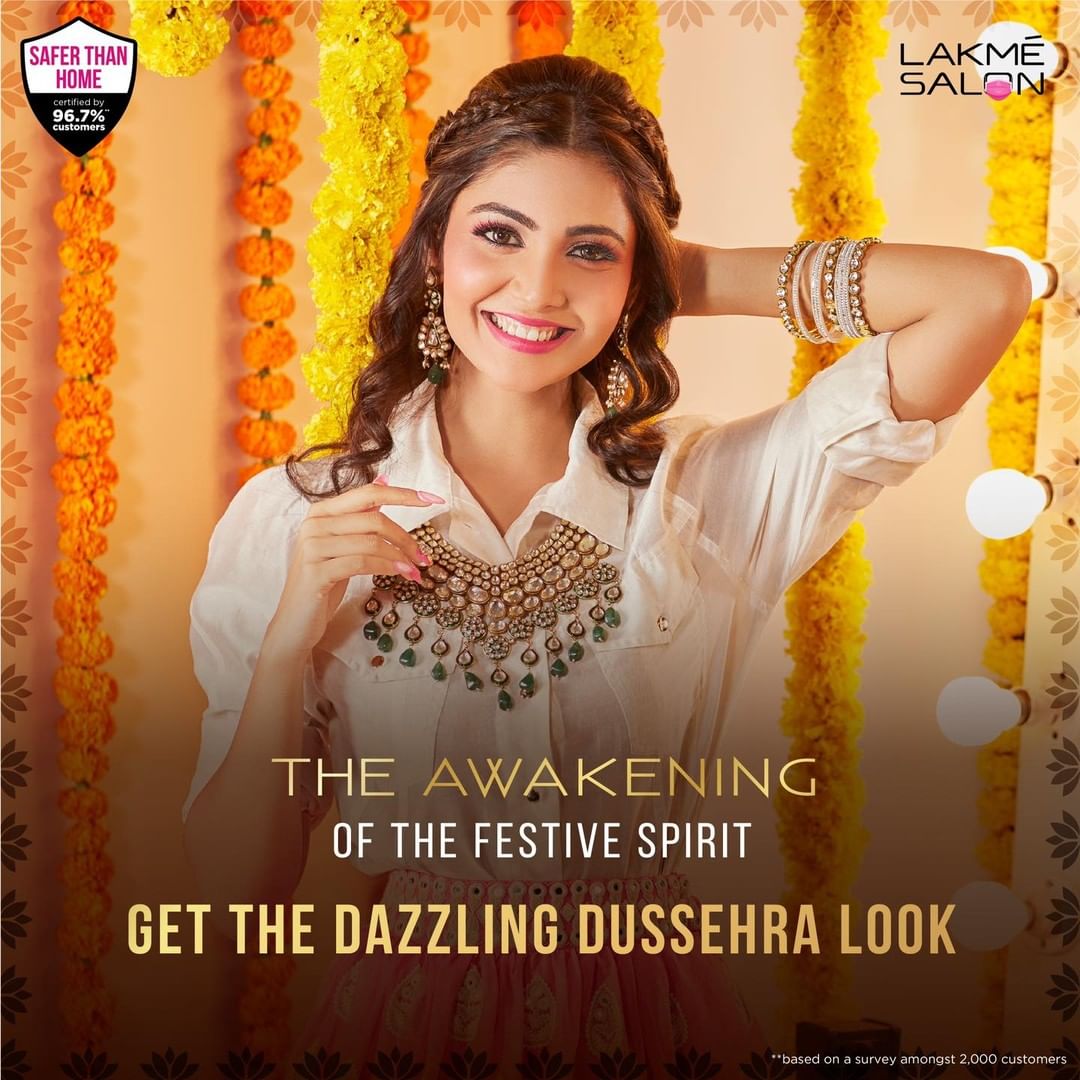 SAFER THAN
HOME
certified by
96.7%**
customers
LAKMÉ
SALON
THE AWAKENING
OF THE FESTIVE SPIRIT
GET THE DAZZLING DUSSEHRA LOOK
**based on a survey amongst 2,000 customers